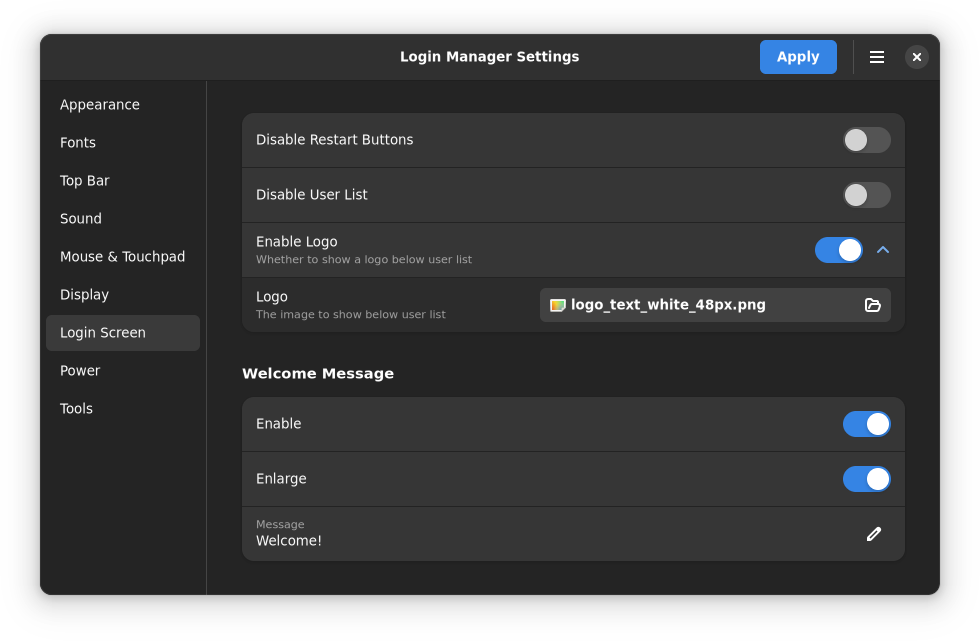 Login Manager Settings
Apply
Appearance
Fonts
Top Bar
Sound
Mouse & Touchpad
Display
Login Screen
Power
Tools
Disable Restart Buttons
Disable User List
Enable Logo
Whether to show a logo below user list
Logo
The image to show below user list
logo_text_white_48px.png
Welcome Message
Enable
Enlarge
Message
Welcome!